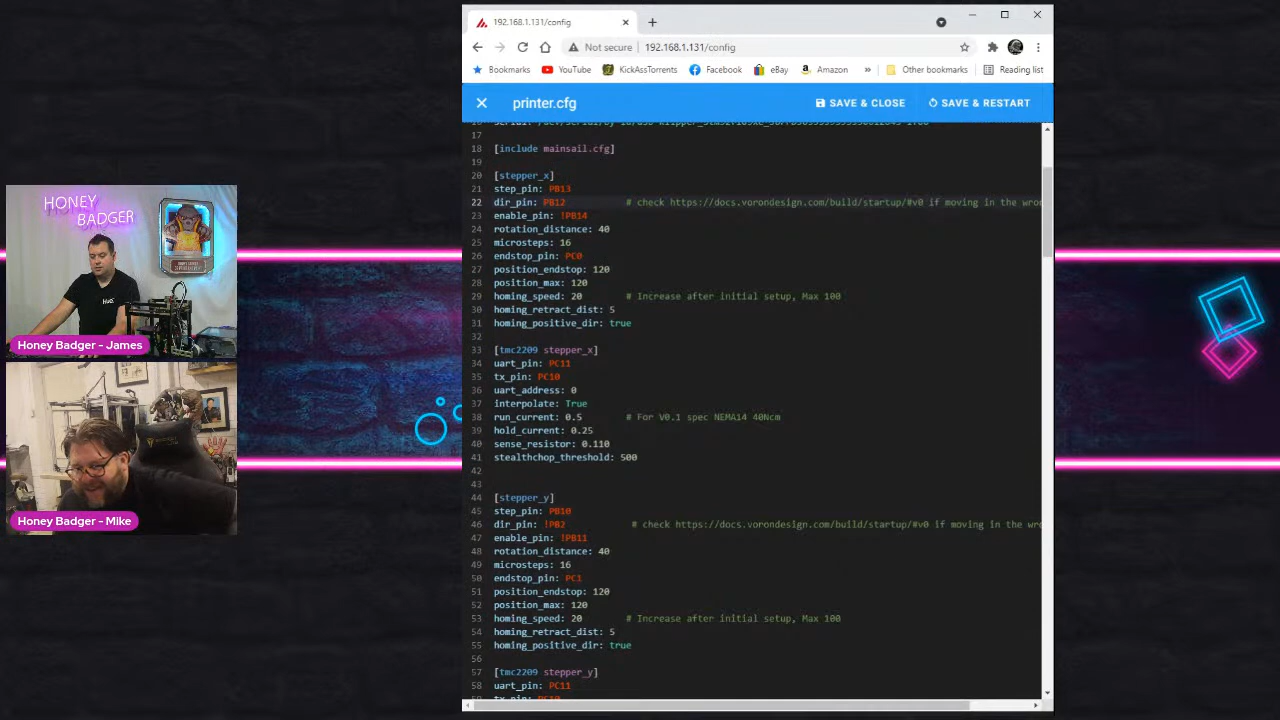 192.168.1.131/config
Not secure
192.168.1.131/config
Bookmarks
YouTube
KickAssTorrents
Facebook
eBay
Amazon
»
Other bookmarks
Reading list
printer.cfg
SAVE & CLOSE
SAVE & RESTART
17
18 [include mainsail.cfg]
19
20 [stepper_x]
21 step_pin: PB13
22 dir_pin: PB12 # check https://docs.vorondesign.com/build/startup/#v0 if moving in the wron
23 enable_pin: !PB14
24 rotation_distance: 40
25 microsteps: 16
26 endstop_pin: PC0
27 position_endstop: 120
28 position_max: 120
29 homing_speed: 20 # Increase after initial setup, Max 100
30 homing_retract_dist: 5
31 homing_positive_dir: true
32
33 [tmc2209 stepper_x]
34 uart_pin: PC11
35 tx_pin: PC10
36 uart_address: 0
37 interpolate: True
38 run_current: 0.5 # For V0.1 spec NEMA14 40Ncm
39 hold_current: 0.25
40 sense_resistor: 0.110
41 stealthchop_threshold: 500
42
43
44 [stepper_y]
45 step_pin: PB10
46 dir_pin: !PB2 # check https://docs.vorondesign.com/build/startup/#v0 if moving in the wron
47 enable_pin: !PB11
48 rotation_distance: 40
49 microsteps: 16
50 endstop_pin: PC1
51 position_endstop: 120
52 position_max: 120
53 homing_speed: 20 # Increase after initial setup, Max 100
54 homing_retract_dist: 5
55 homing_positive_dir: true
56
57 [tmc2209 stepper_y]
58 uart_pin: PC11
HONEY
BADGER
Honey Badger - James
Honey Badger - Mike